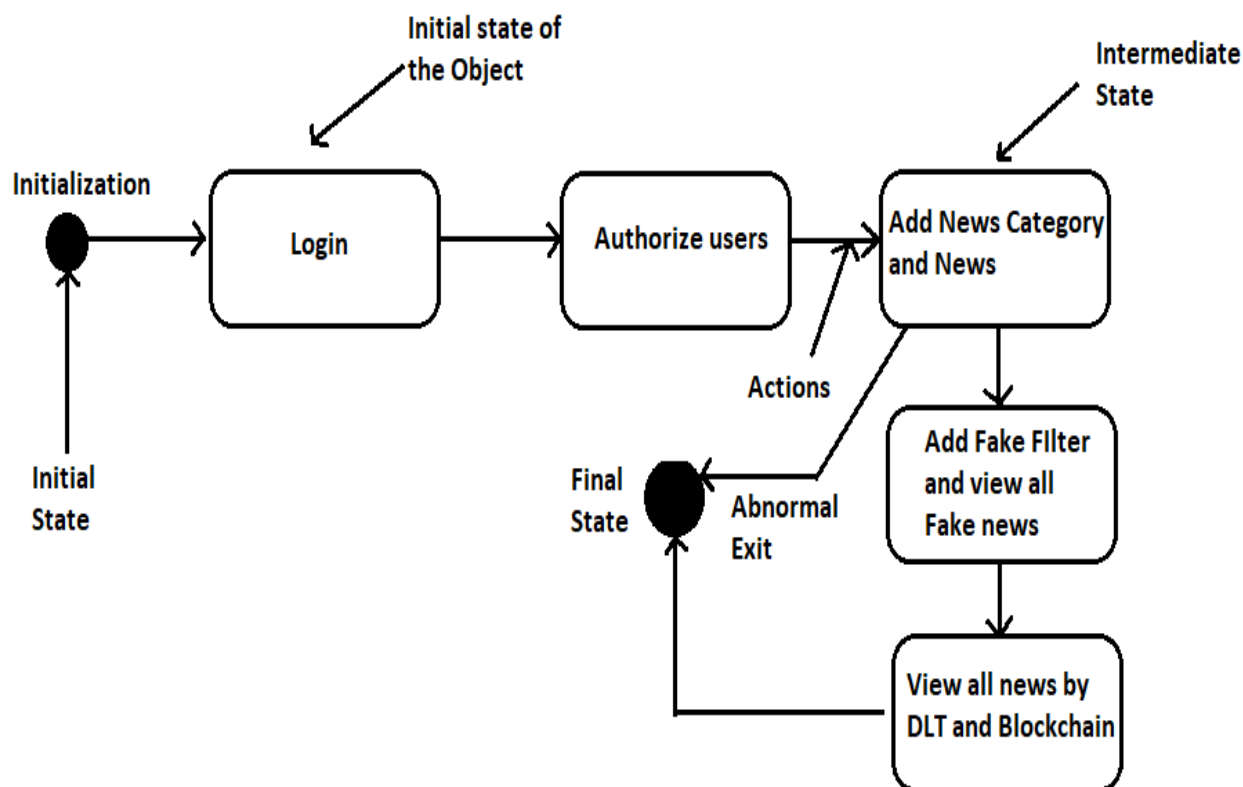 Initial state of
the Object
Intermediate
State
Initialization
Login
Authorize users
Add News Category
and News
Actions
Add Fake FIlter
and view all
Fake news
Initial
State
Final
State
Abnormal
Exit
View all news by
DLT and Blockchain